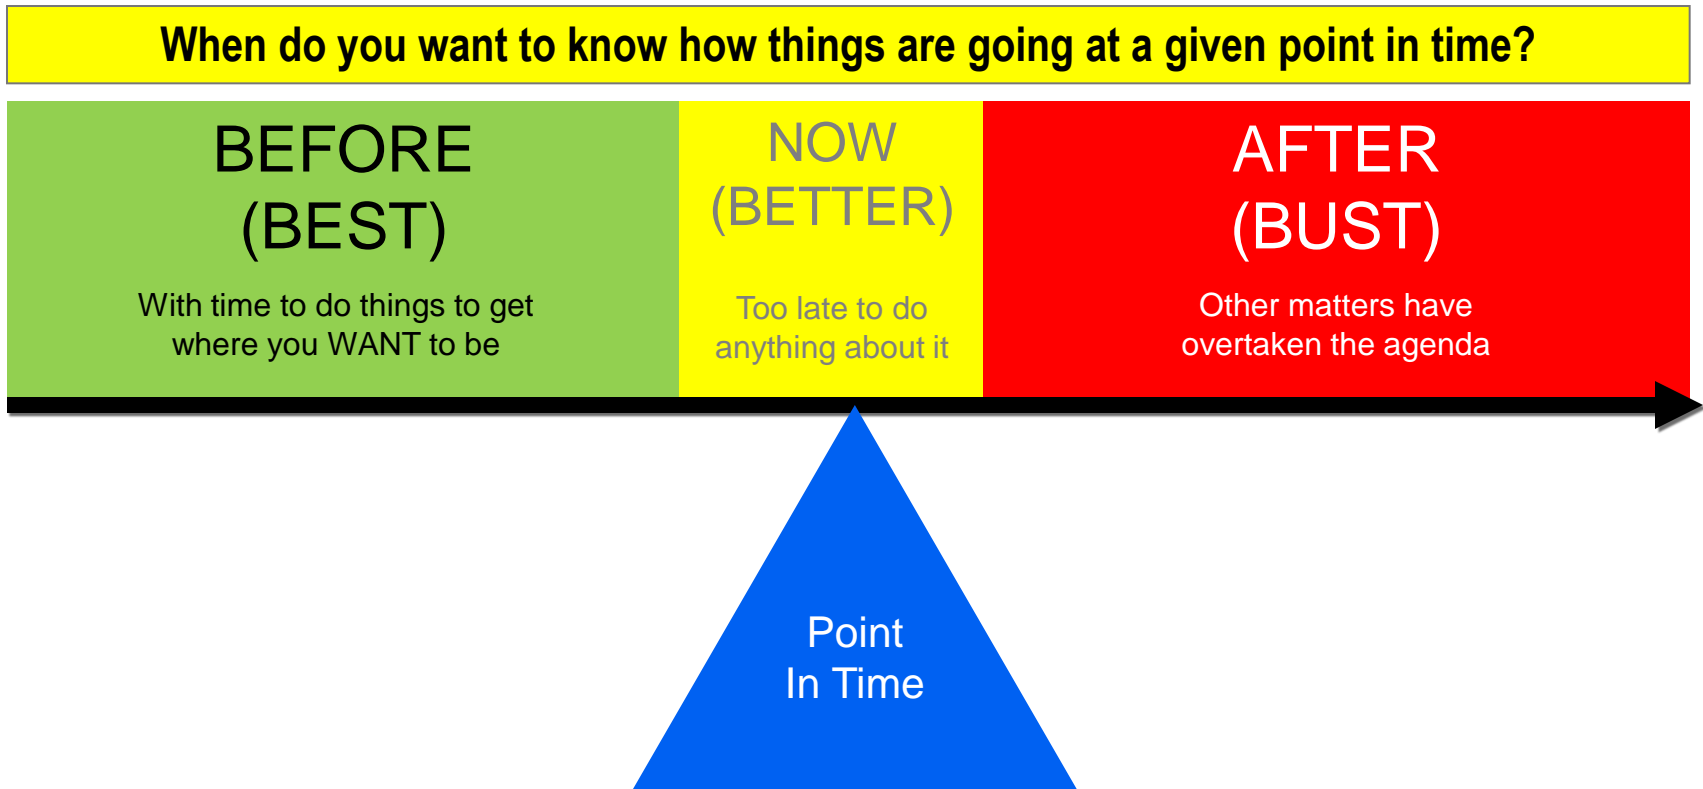 When do you want to know how things are going at a given point in time?
BEFORE
(BEST)
With time to do things to get
where you WANT to be
NOW
(BETTER)
Too late to do
anything about it
AFTER
(BUST)
Other matters have
overtaken the agenda
Point
In Time